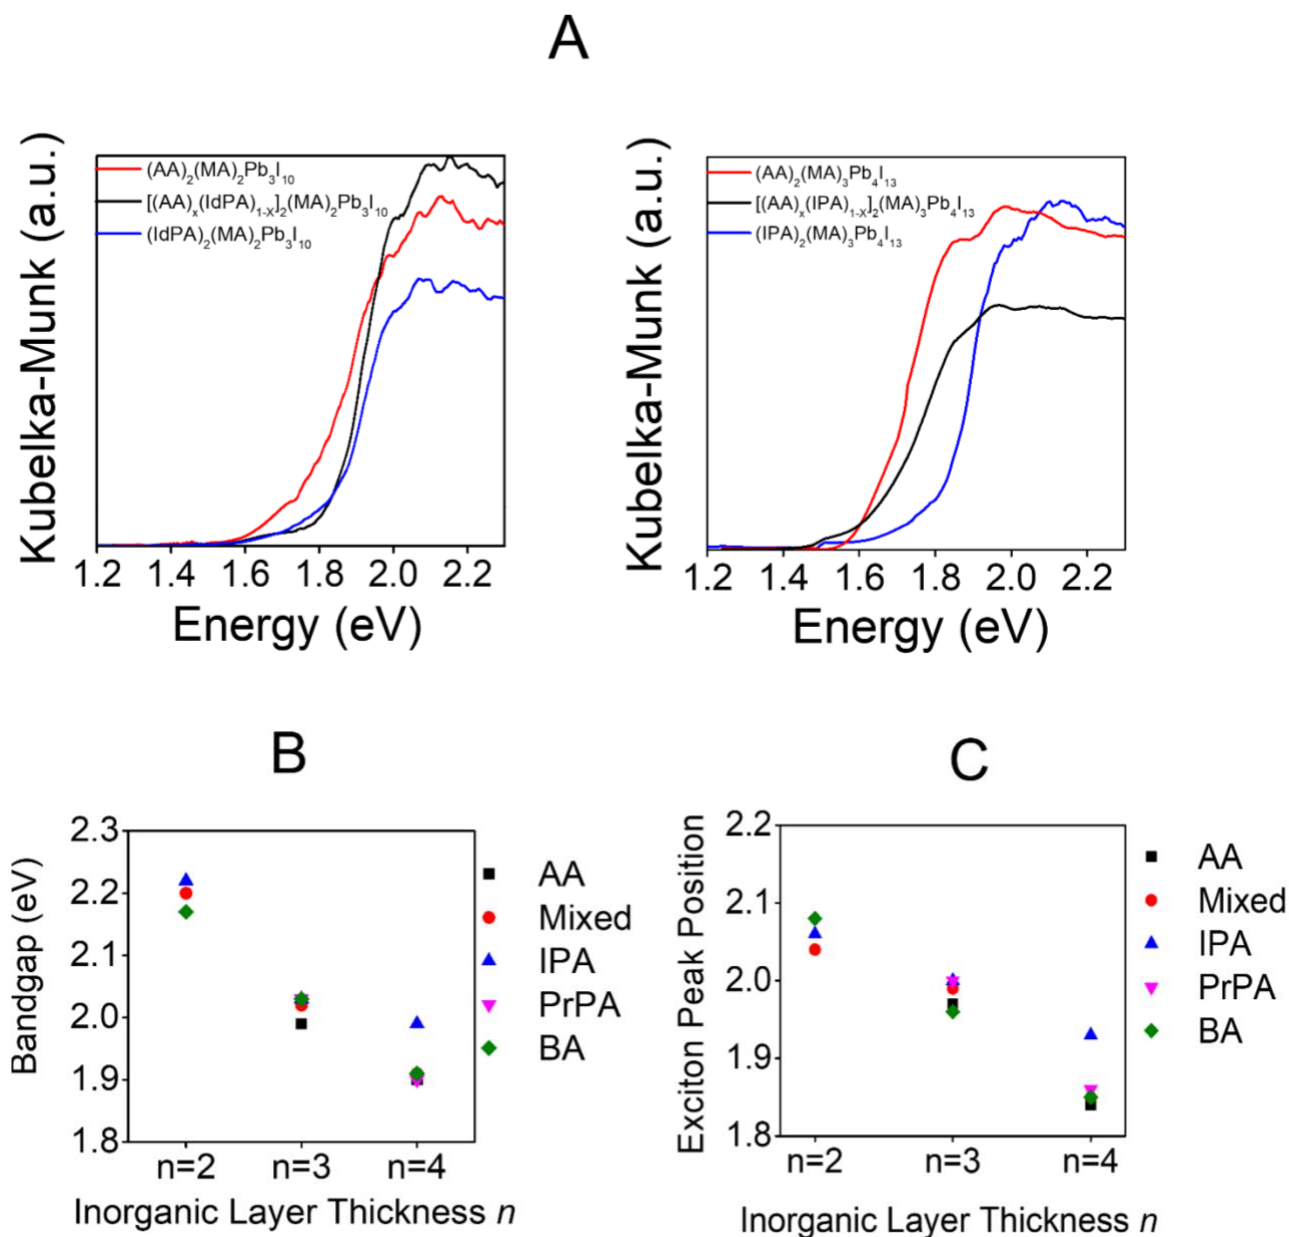 A
Kubelka-Munk (a.u.)
(AA)₂(MA)₂Pb₃I₁₀
[(AA)ₓ(IdPA)₁₋ₓ]₂(MA)₂Pb₃I₁₀
(IdPA)₂(MA)₂Pb₃I₁₀
1.2 1.4 1.6 1.8 2.0 2.2
Energy (eV)
Kubelka-Munk (a.u.)
(AA)₂(MA)₃Pb₄I₁₃
[(AA)ₓ(IPA)₁₋ₓ]₂(MA)₃Pb₄I₁₃
(IPA)₂(MA)₃Pb₄I₁₃
1.2 1.4 1.6 1.8 2.0 2.2
Energy (eV)
B
Bandgap (eV)
2.3
2.2
2.1
2.0
1.9
1.8
n=2 n=3 n=4
Inorganic Layer Thickness n
AA
Mixed
IPA
PrPA
BA
C
Exciton Peak Position
2.2
2.1
2.0
1.9
1.8
n=2 n=3 n=4
Inorganic Layer Thickness n
AA
Mixed
IPA
PrPA
BA